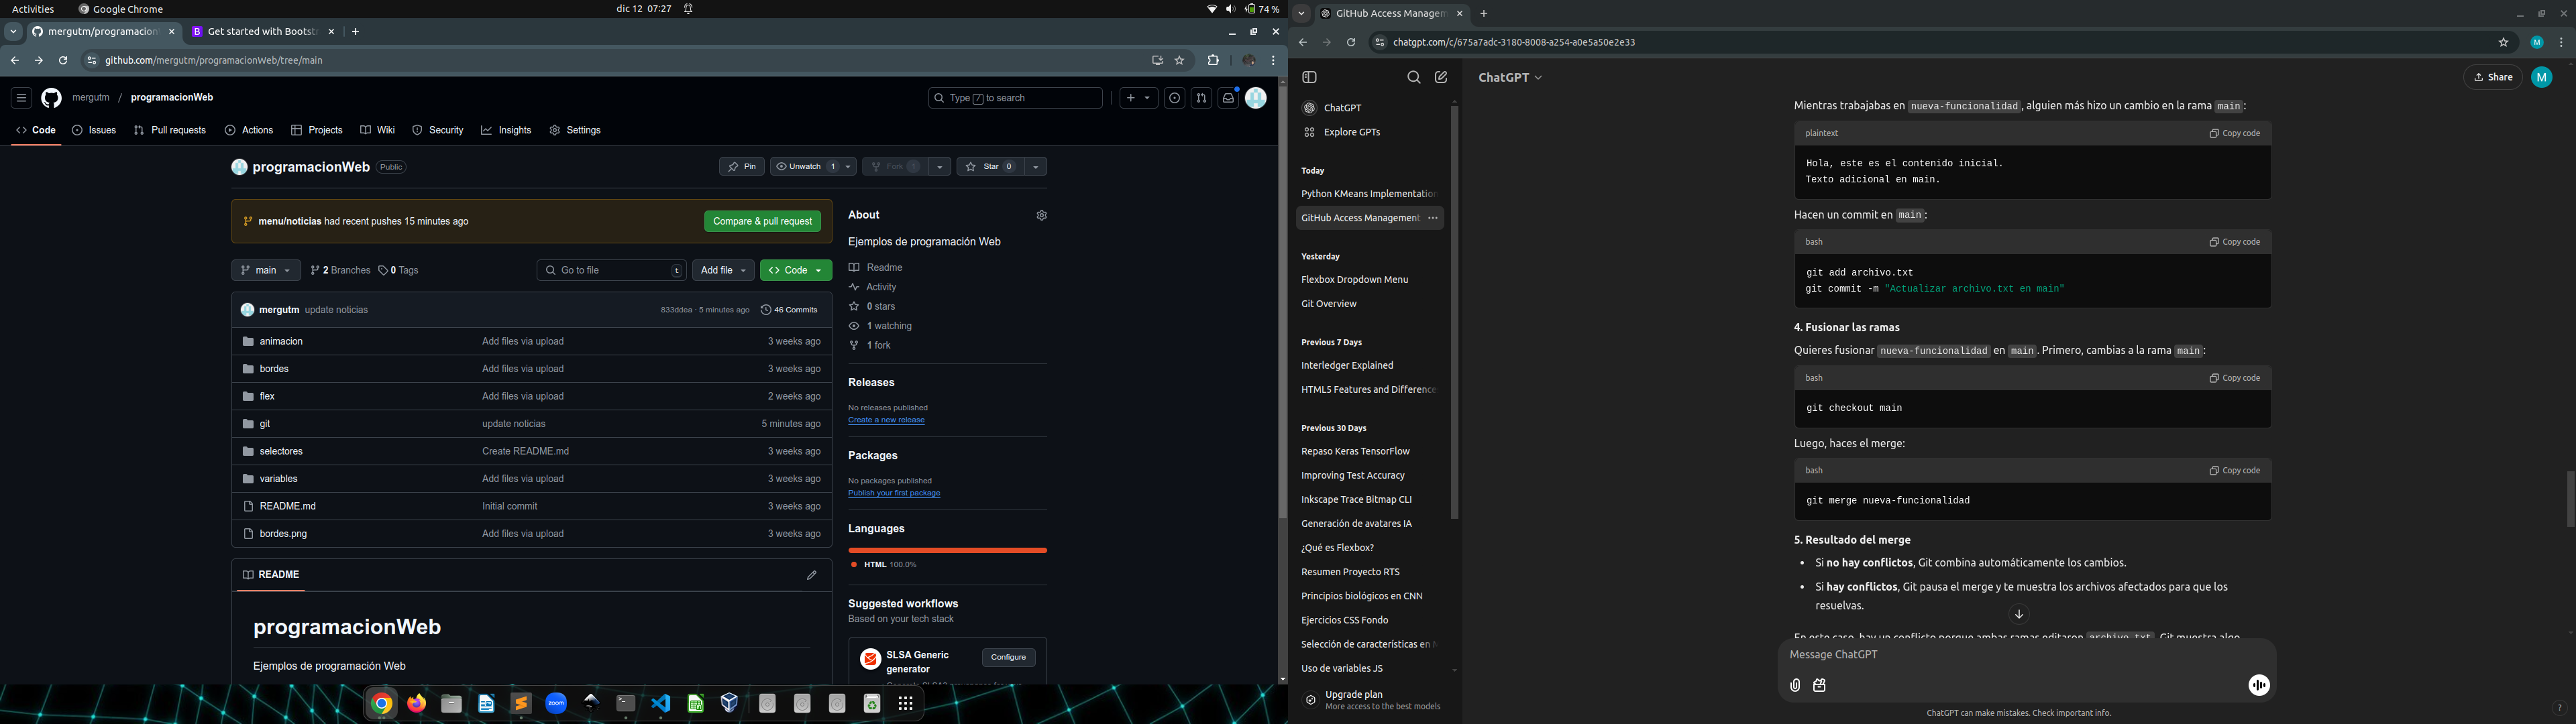 Activities
Google Chrome
dic 12 07:27
74 %
mergutm/programacion
Get started with Bootstr
github.com/mergutm/programacionWeb/tree/main
mergutm / programacionWeb
Type / to search
Code
Issues
Pull requests
Actions
Projects
Wiki
Security
Insights
Settings
programacionWeb Public
Pin
Unwatch 1
Fork 1
Star 0
menu/noticias had recent pushes 15 minutes ago
Compare & pull request
main
2 Branches
0 Tags
Go to file t
Add file
Code
mergutm update noticias 833ddea · 5 minutes ago 46 Commits
animacion Add files via upload 3 weeks ago
bordes Add files via upload 3 weeks ago
flex Add files via upload 2 weeks ago
git update noticias 5 minutes ago
selectores Create README.md 3 weeks ago
variables Add files via upload 3 weeks ago
README.md Initial commit 3 weeks ago
bordes.png Add files via upload 3 weeks ago
README
programacionWeb
Ejemplos de programación Web
About
Ejemplos de programación Web
Readme
Activity
0 stars
1 watching
1 fork
Releases
No releases published
Create a new release
Packages
No packages published
Publish your first package
Languages
HTML 100.0%
Suggested workflows
Based on your tech stack
SLSA Generic
generator
Configure
zoom
GitHub Access Managem
chatgpt.com/c/675a7adc-3180-8008-a254-a0e5a50e2e33
M
ChatGPT
Explore GPTs
Today
Python KMeans Implementation
GitHub Access Management
Yesterday
Flexbox Dropdown Menu
Git Overview
Previous 7 Days
Interledger Explained
HTML5 Features and Difference
Previous 30 Days
Repaso Keras TensorFlow
Improving Test Accuracy
Inkscape Trace Bitmap CLI
Generación de avatares IA
¿Qué es Flexbox?
Resumen Proyecto RTS
Principios biológicos en CNN
Ejercicios CSS Fondo
Selección de características en M
Uso de variables JS
Upgrade plan
More access to the best models
ChatGPT
Share
M
Mientras trabajabas en nueva-funcionalidad, alguien más hizo un cambio en la rama main:
plaintext
Copy code
Hola, este es el contenido inicial.
Texto adicional en main.
Hacen un commit en main:
bash
Copy code
git add archivo.txt
git commit -m "Actualizar archivo.txt en main"
4. Fusionar las ramas
Quieres fusionar nueva-funcionalidad en main. Primero, cambias a la rama main:
bash
Copy code
git checkout main
Luego, haces el merge:
bash
Copy code
git merge nueva-funcionalidad
5. Resultado del merge
Si no hay conflictos, Git combina automáticamente los cambios.
Si hay conflictos, Git pausa el merge y te muestra los archivos afectados para que los
resuelvas.
En este caso, hay un conflicto porque ambas ramas editaron archivo.txt. Git muestra algo
Message ChatGPT
ChatGPT can make mistakes. Check important info.
?